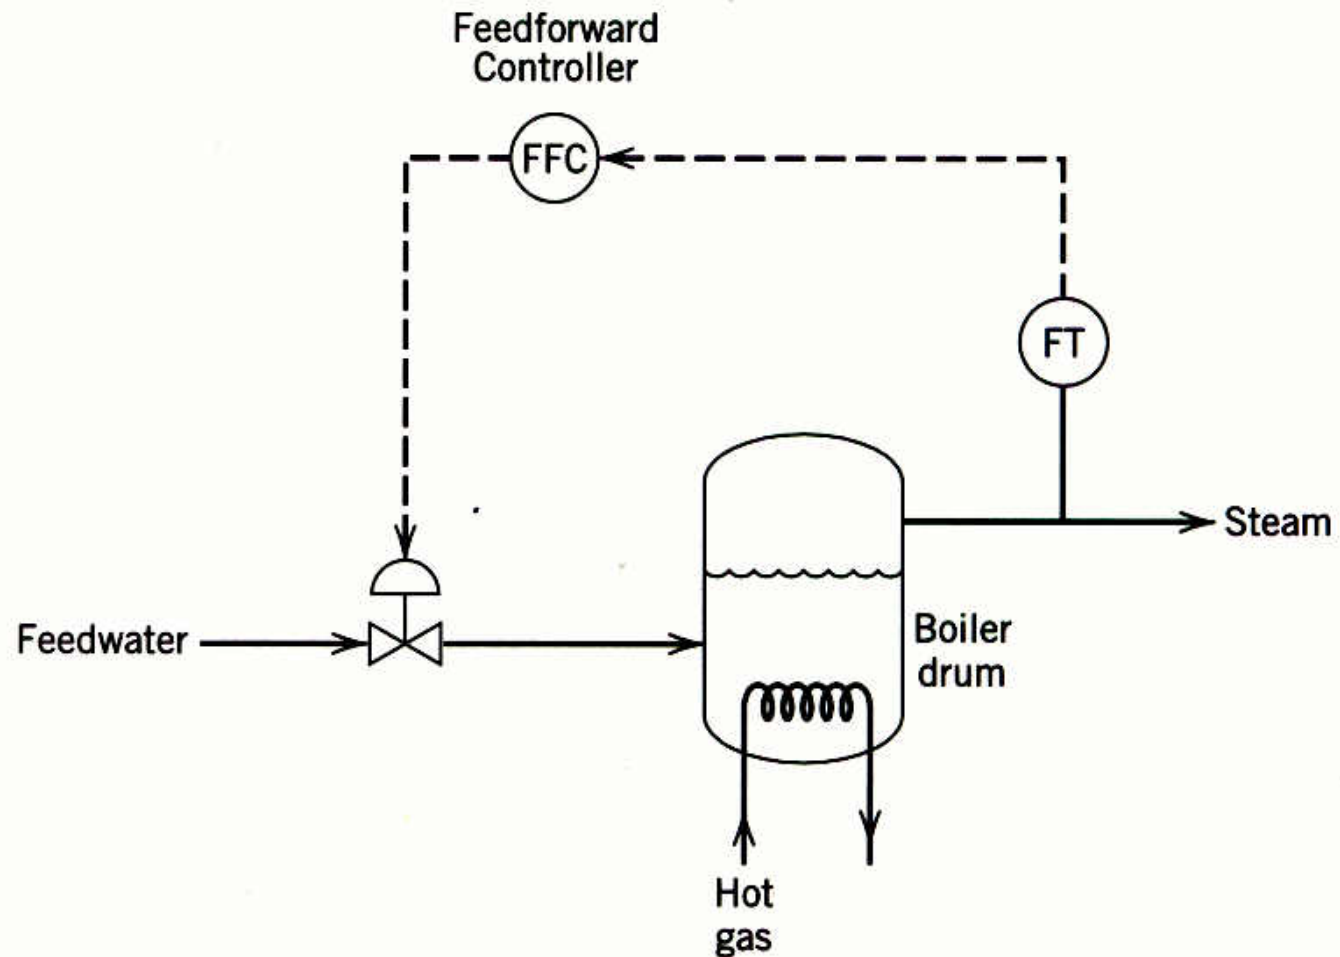 Feedforward
Controller
FFC
FT
Steam
Feedwater
Boiler
drum
Hot
gas